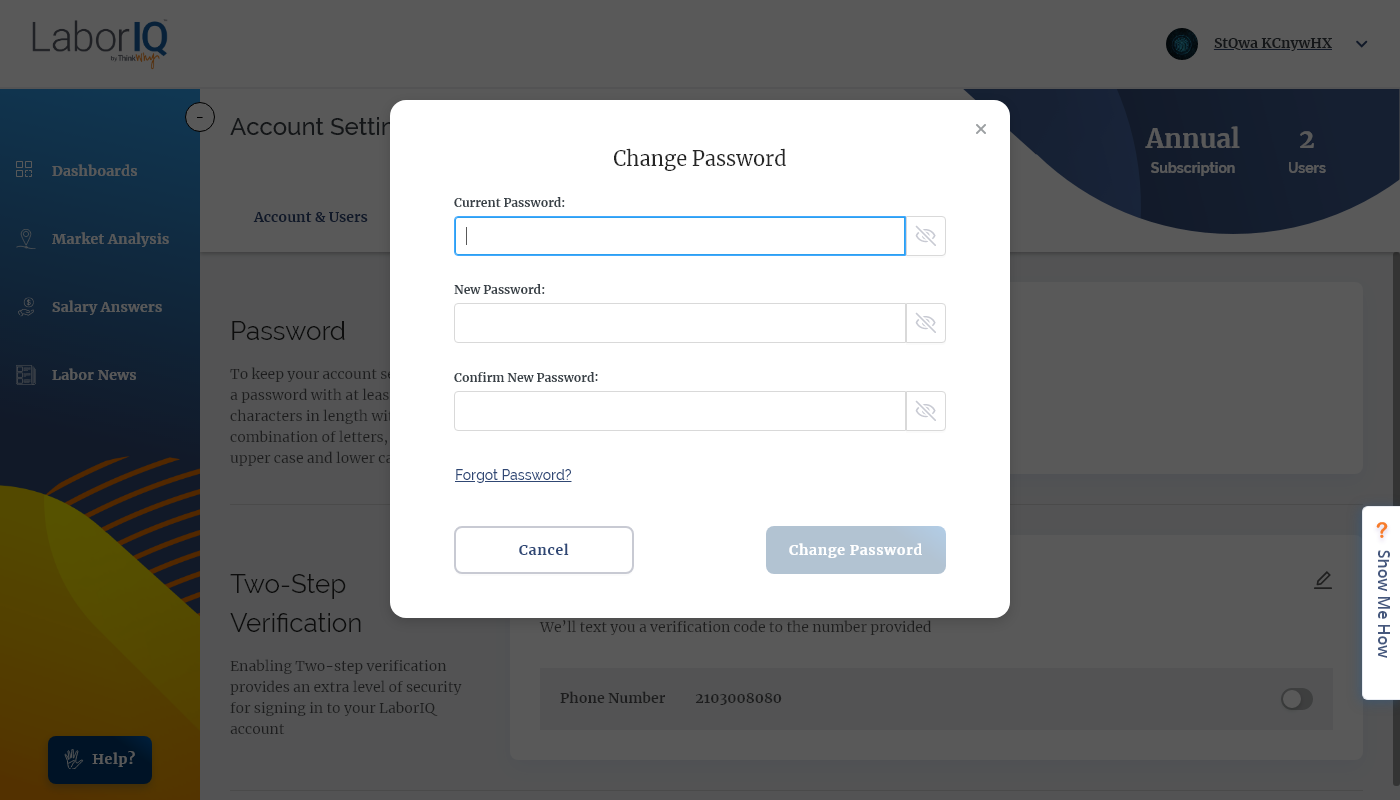 LaborIQ
by ThinkWhy
StQwa KCnywHX
-
Account Settin
Annual
2
Subscription
Users
Account & Users
Dashboards
Market Analysis
Salary Answers
Labor News
Password
To keep your account se
a password with at leas
characters in length wit
combination of letters,
upper case and lower ca
×
Change Password
Current Password:
New Password:
Confirm New Password:
Forgot Password?
Cancel
Change Password
Two-Step
Verification
Enabling Two-step verification
provides an extra level of security
for signing in to your LaborIQ
account
We'll text you a verification code to the number provided
Phone Number 2103008080
? Show Me How
Help?